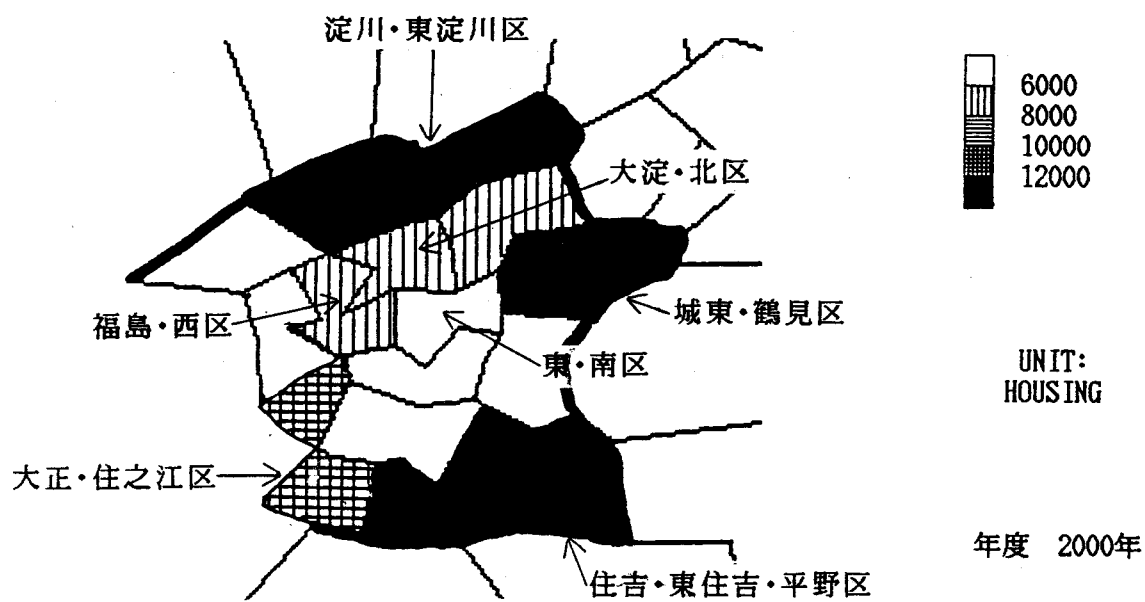 淀川・東淀川区
6000
8000
10000
12000
大淀・北区
福島・西区
城東・鶴見区
東・南区
UNIT:
HOUSING
大正・住之江区
年度 2000年
住吉・東住吉・平野区